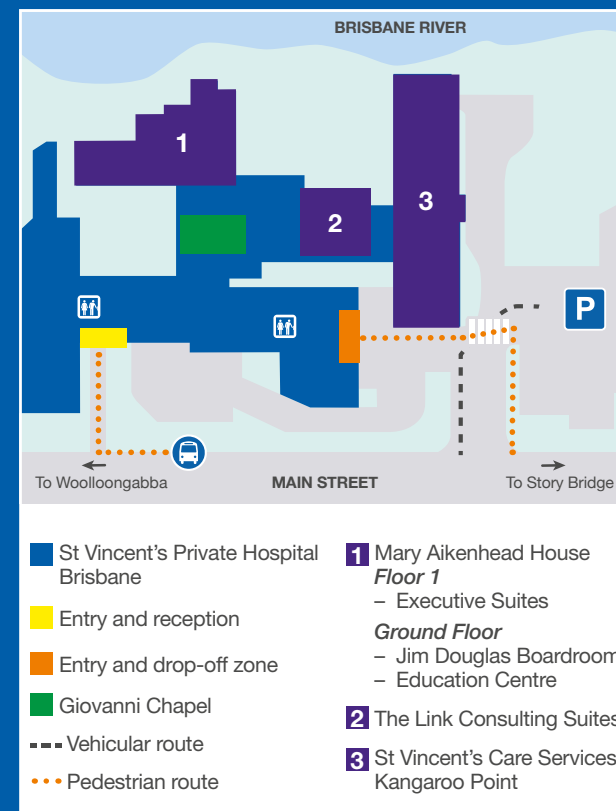 BRISBANE RIVER
1
2
3
P
To Woolloongabba
MAIN STREET
To Story Bridge
St Vincent's Private Hospital
Brisbane
Entry and reception
Entry and drop-off zone
Giovanni Chapel
Vehicular route
Pedestrian route
1 Mary Aikenhead House
Floor 1
– Executive Suites
Ground Floor
– Jim Douglas Boardroom
– Education Centre
2 The Link Consulting Suites
3 St Vincent's Care Services
Kangaroo Point